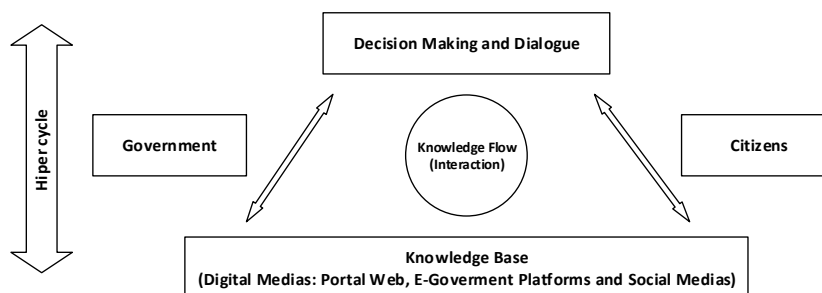 Decision Making and Dialogue
Hiper cycle
Government
Knowledge Flow
(Interaction)
Citizens
Knowledge Base
(Digital Medias: Portal Web, E-Goverment Platforms and Social Medias)